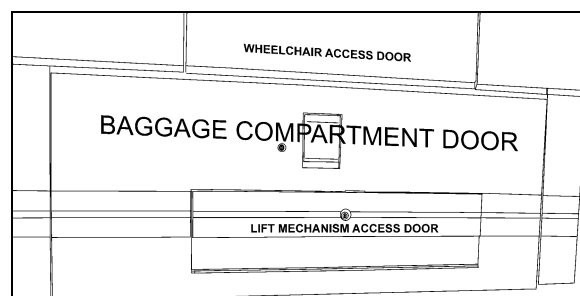 WHEELCHAIR ACCESS DOOR
BAGGAGE COMPARTMENT DOOR
LIFT MECHANISM ACCESS DOOR